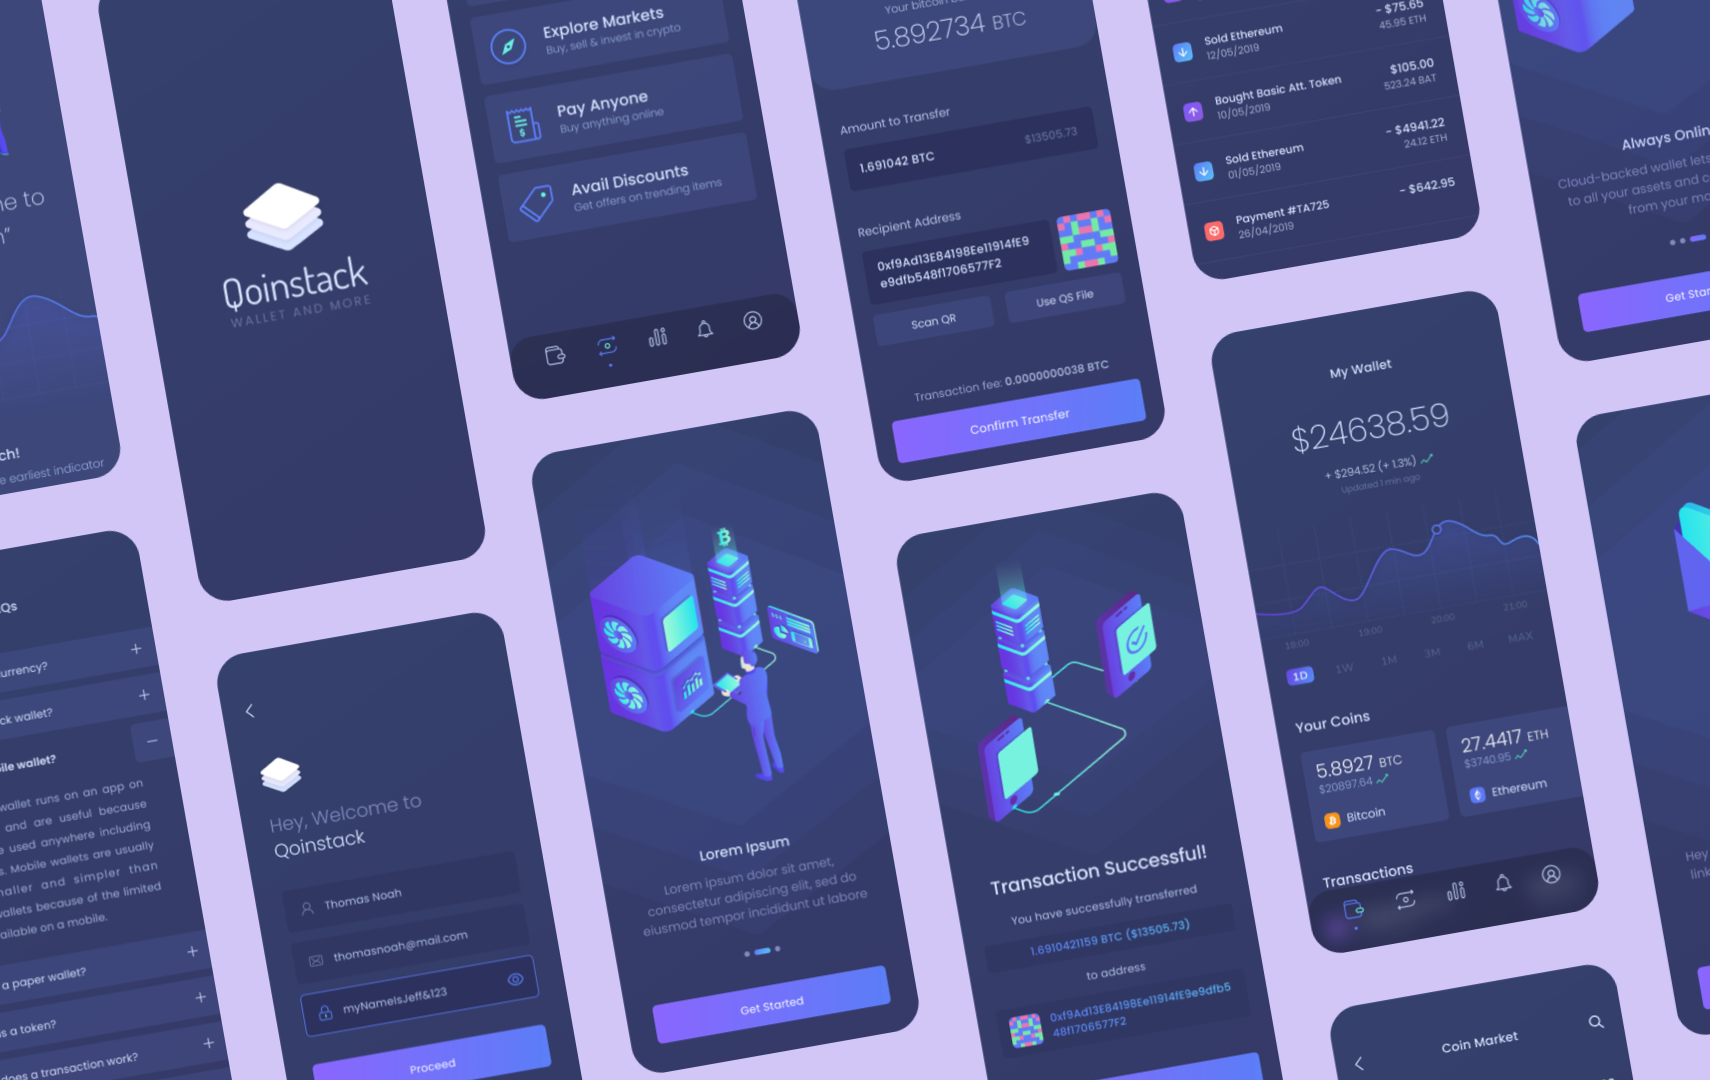 ne to
n"
ch!
e earliest indicator
Qs
urrency?
ck wallet?
ile wallet?
wallet runs on an app on
and are useful because
e used anywhere including
s. Mobile wallets are usually
naller and simpler than
vallets because of the limited
ailable on a mobile.
a paper wallet?
is a token?
does a transaction work?
Qoinstack
WALLET AND MORE
Hey, Welcome to
Qoinstack
Thomas Noah
thomasnoah@mail.com
myNameIsJeff&123
Proceed
Explore Markets
Buy, sell & invest in crypto
Pay Anyone
Buy anything online
Avail Discounts
Get offers on trending items
Lorem Ipsum
Lorem ipsum dolor sit amet,
consectetur adipiscing elit, sed do
eiusmod tempor incididunt ut labore
Get Started
Your bitcoin
5.892734 BTC
Amount to Transfer
1.691042 BTC
$13505.73
Recipient Address
0xf9Ad13E84198Ee11914fE9
e9dfb548f1706577F2
Scan QR
Use QS File
Transaction fee: 0.0000000038 BTC
Confirm Transfer
Transaction Successful!
You have successfully transferred
1.6910421159 BTC ($13505.73)
to address
0xf9Ad13E84198Ee11914fE9e9dfb5
48f1706577F2
- $75.65
Sold Ethereum
45.95 ETH
12/05/2019
Bought Basic Att. Token
$105.00
10/05/2019
523.24 BAT
Sold Ethereum
- $4941.22
01/05/2019
24.12 ETH
Payment #TA725
- $642.95
26/04/2019
My Wallet
$24638.59
+ $294.52 (+ 1.3%)
Updated 1 min ago
18:00
19:00
20:00
21:00
1D
1W
1M
3M
6M
MAX
Your Coins
5.8927 BTC
$20897.64
Bitcoin
27.4417 ETH
$3740.95
Ethereum
Transactions
Coin Market
Always Onlin
Cloud-backed wallet lets
to all your assets and c
from your mo
Get Star
Hey
link